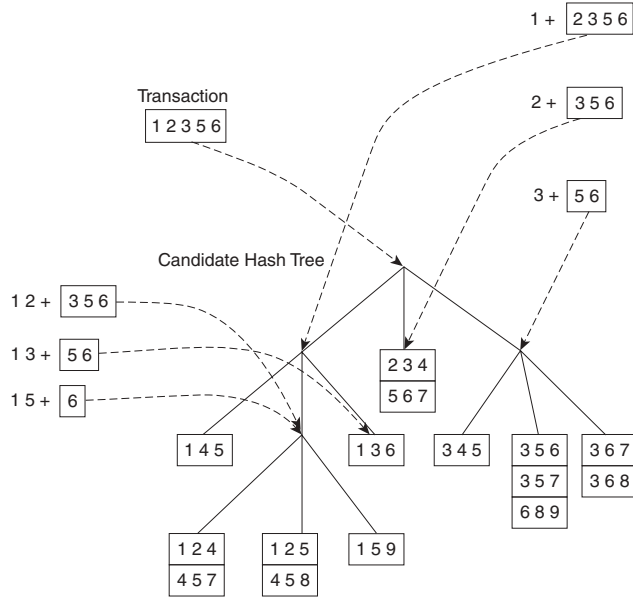 1 + 2 3 5 6
Transaction
2 + 3 5 6
1 2 3 5 6
3 + 5 6
Candidate Hash Tree
1 2 + 3 5 6
1 3 + 5 6
2 3 4
5 6 7
1 5 + 6
1 4 5
1 3 6
3 4 5
3 5 6
3 6 7
3 5 7
3 6 8
6 8 9
1 2 4
1 2 5
1 5 9
4 5 7
4 5 8